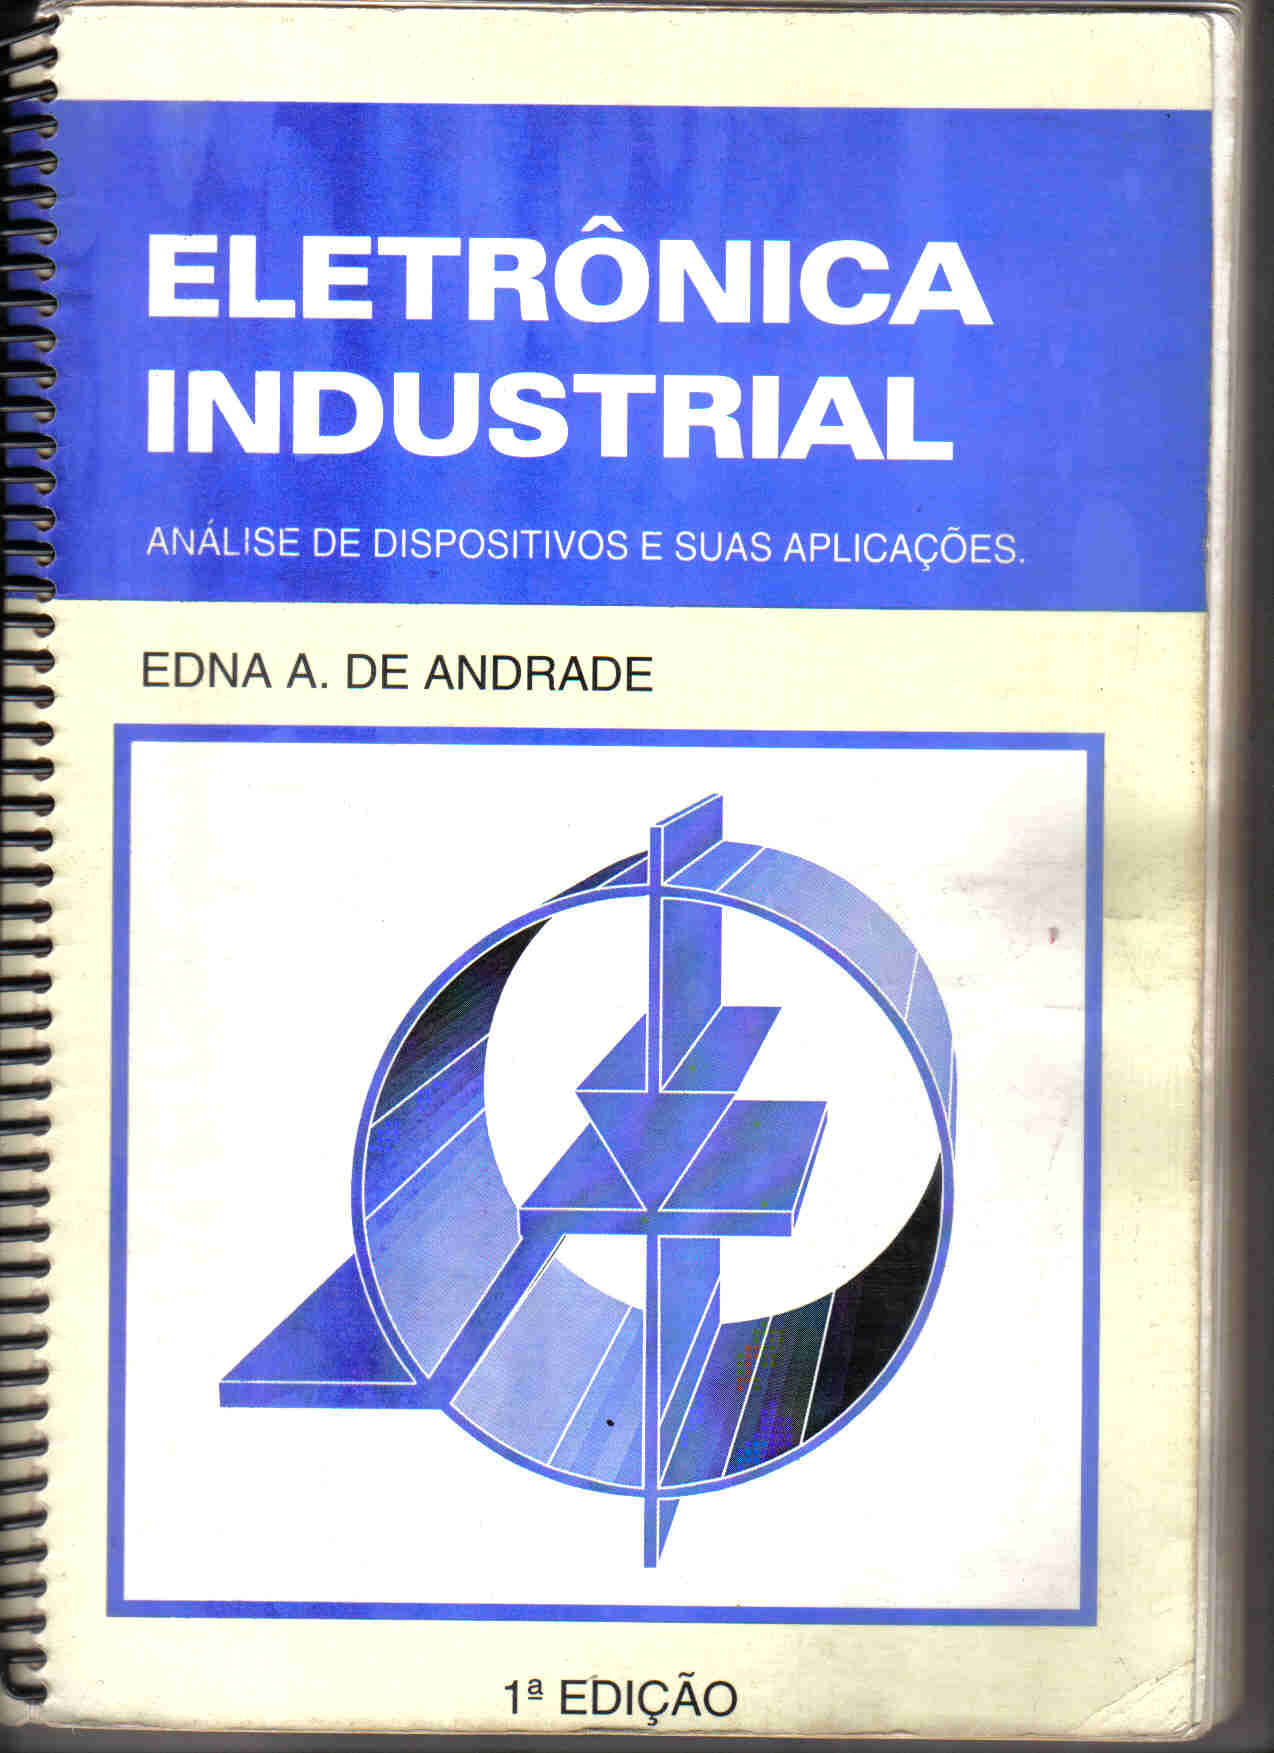 ELETRÔNICA
INDUSTRIAL
ANÁLISE DE DISPOSITIVOS E SUAS APLICAÇÕES.
EDNA A. DE ANDRADE
1ª EDIÇÃO